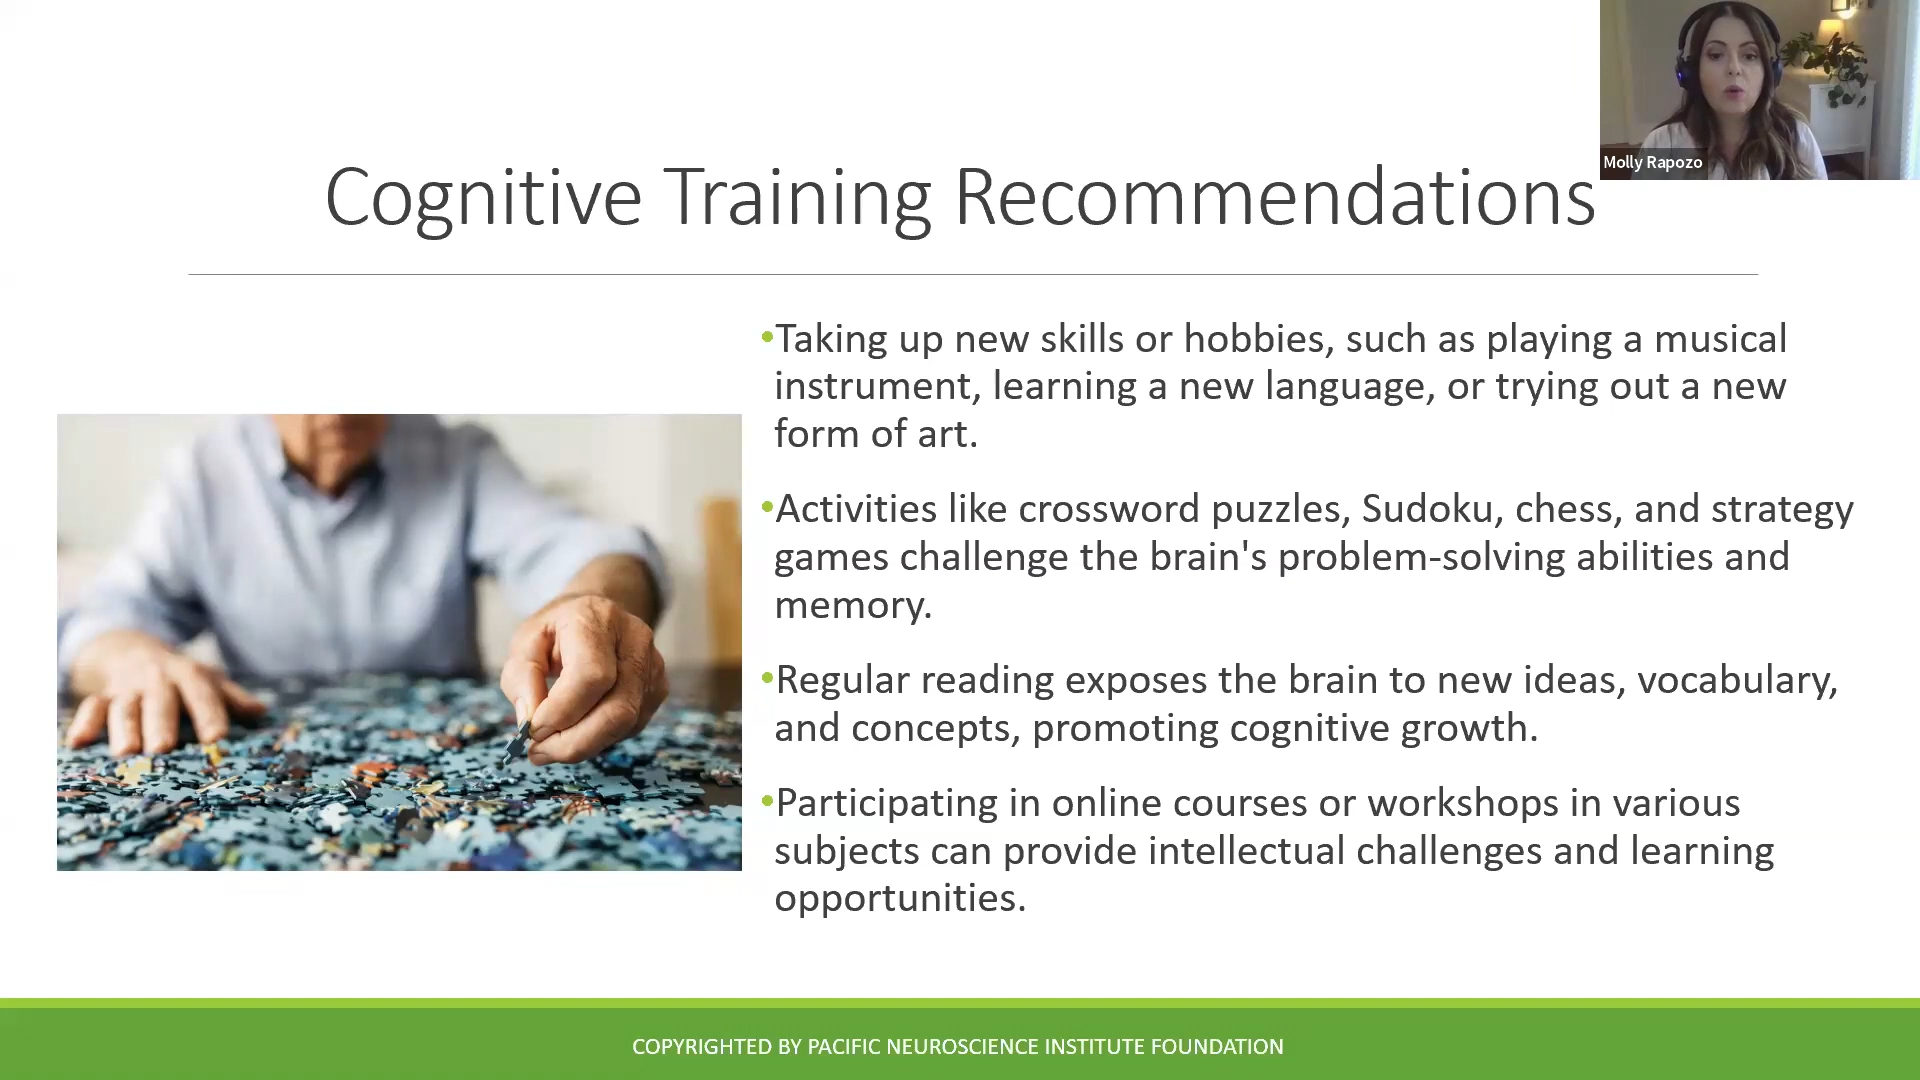 Molly Rapozo
Cognitive Training Recommendations
•Taking up new skills or hobbies, such as playing a musical
instrument, learning a new language, or trying out a new
form of art.
•Activities like crossword puzzles, Sudoku, chess, and strategy
games challenge the brain's problem-solving abilities and
memory.
•Regular reading exposes the brain to new ideas, vocabulary,
and concepts, promoting cognitive growth.
•Participating in online courses or workshops in various
subjects can provide intellectual challenges and learning
opportunities.
COPYRIGHTED BY PACIFIC NEUROSCIENCE INSTITUTE FOUNDATION